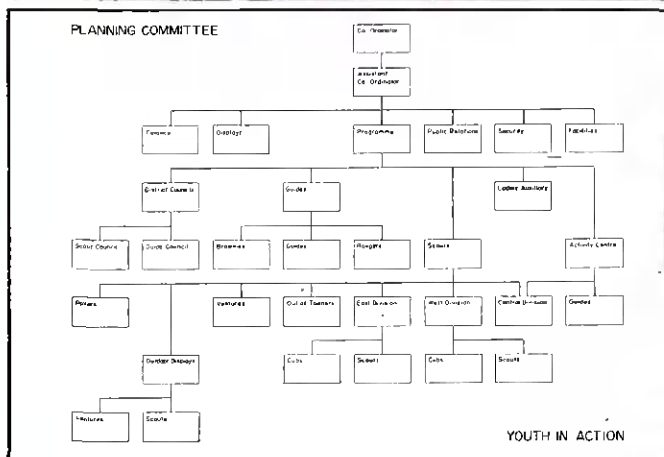 PLANNING COMMITTEE
Co Ordinator
Assistant
Co Ordinator
Finance
Displays
Programme
Public Relations
Security
Facilities
District Councils
Guides
Ladies Auxiliary
Scout Council
Guide Council
Brownies
Guides
Rangers
Scouts
Activity Centre
Rovers
Ventures
Out of Towners
East Division
West Division
Central Division
Guides
Outdoor Displays
Cubs
Scouts
Cubs
Scouts
Ventures
Scouts
YOUTH IN ACTION